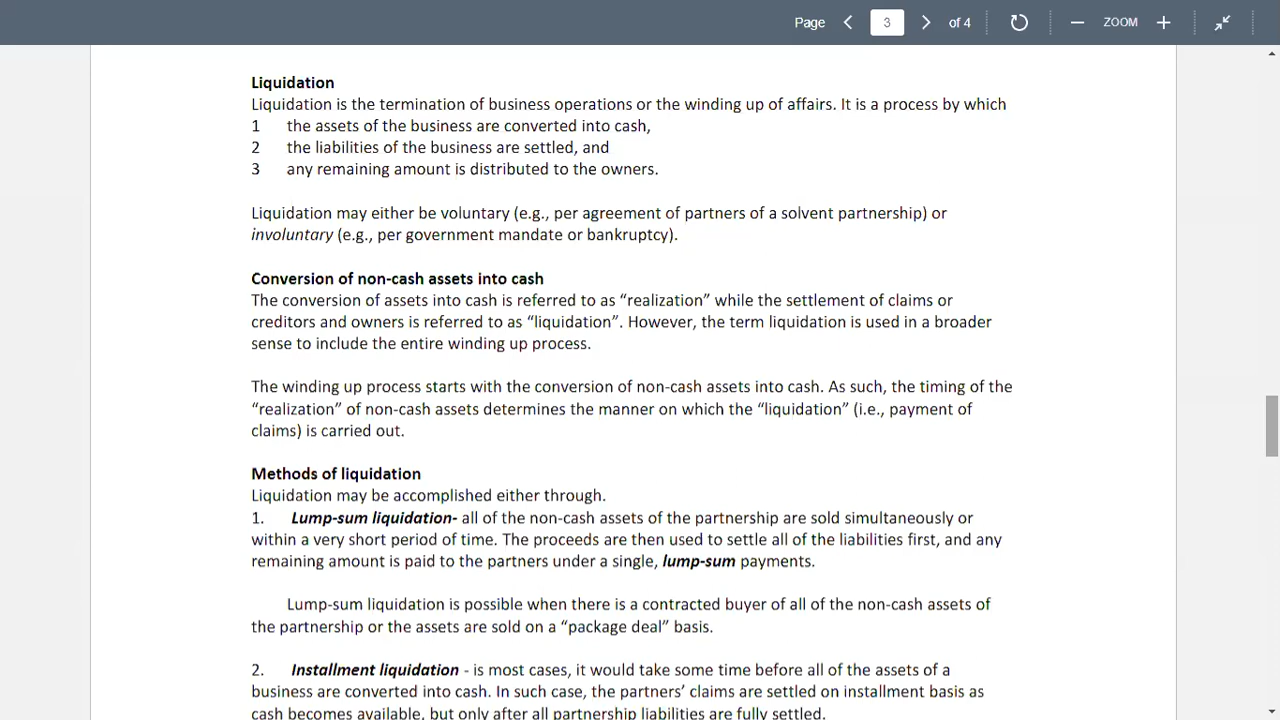 Page 3 of 4 ZOOM
Liquidation
Liquidation is the termination of business operations or the winding up of affairs. It is a process by which
1 the assets of the business are converted into cash,
2 the liabilities of the business are settled, and
3 any remaining amount is distributed to the owners.
Liquidation may either be voluntary (e.g., per agreement of partners of a solvent partnership) or
involuntary (e.g., per government mandate or bankruptcy).
Conversion of non-cash assets into cash
The conversion of assets into cash is referred to as “realization” while the settlement of claims or
creditors and owners is referred to as “liquidation”. However, the term liquidation is used in a broader
sense to include the entire winding up process.
The winding up process starts with the conversion of non-cash assets into cash. As such, the timing of the
“realization” of non-cash assets determines the manner on which the “liquidation” (i.e., payment of
claims) is carried out.
Methods of liquidation
Liquidation may be accomplished either through.
1. Lump-sum liquidation- all of the non-cash assets of the partnership are sold simultaneously or
within a very short period of time. The proceeds are then used to settle all of the liabilities first, and any
remaining amount is paid to the partners under a single, lump-sum payments.
Lump-sum liquidation is possible when there is a contracted buyer of all of the non-cash assets of
the partnership or the assets are sold on a “package deal” basis.
2. Installment liquidation - is most cases, it would take some time before all of the assets of a
business are converted into cash. In such case, the partners’ claims are settled on installment basis as
cash becomes available, but only after all partnership liabilities are fully settled.